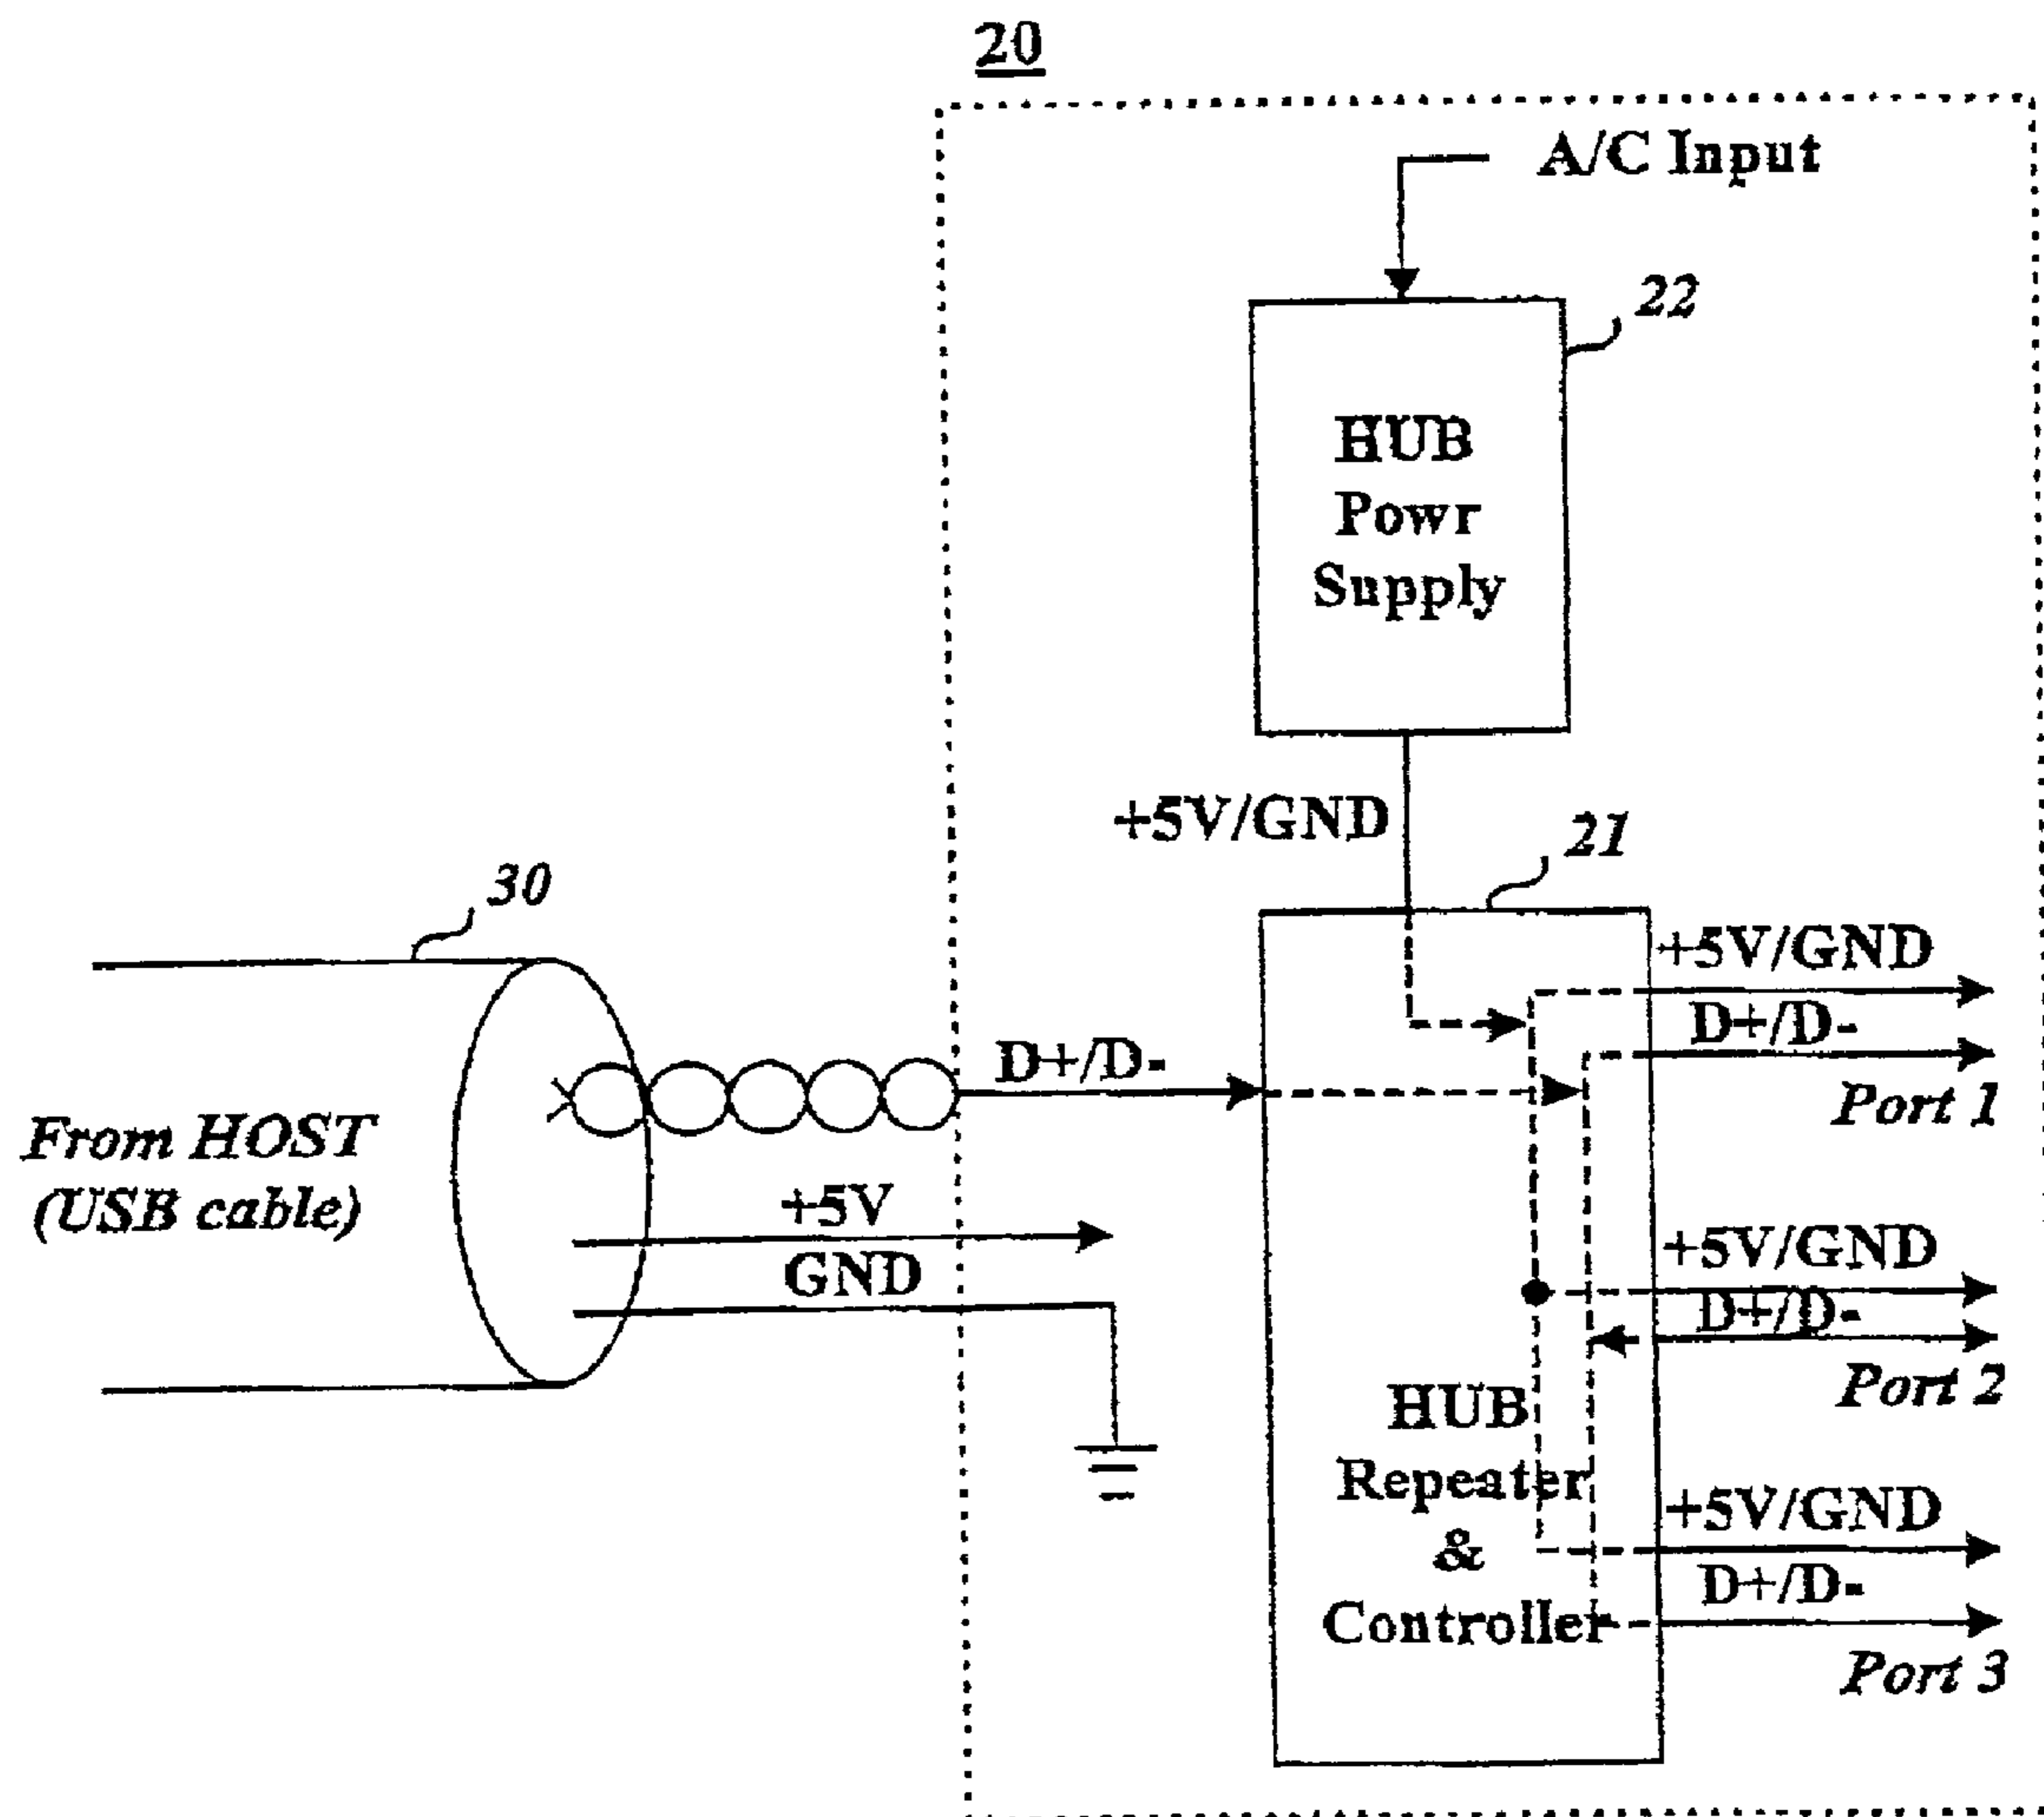 20
A/C Input
22
HUB
Powr
Supply
+5V/GND
21
30
+5V/GND
D+/D-
D+/D-
Port 1
From HOST
(USB cable)
+5V
GND
+5V/GND
D+/D-
Port 2
HUB
Repeater
&
Controller
+5V/GND
D+/D-
Port 3